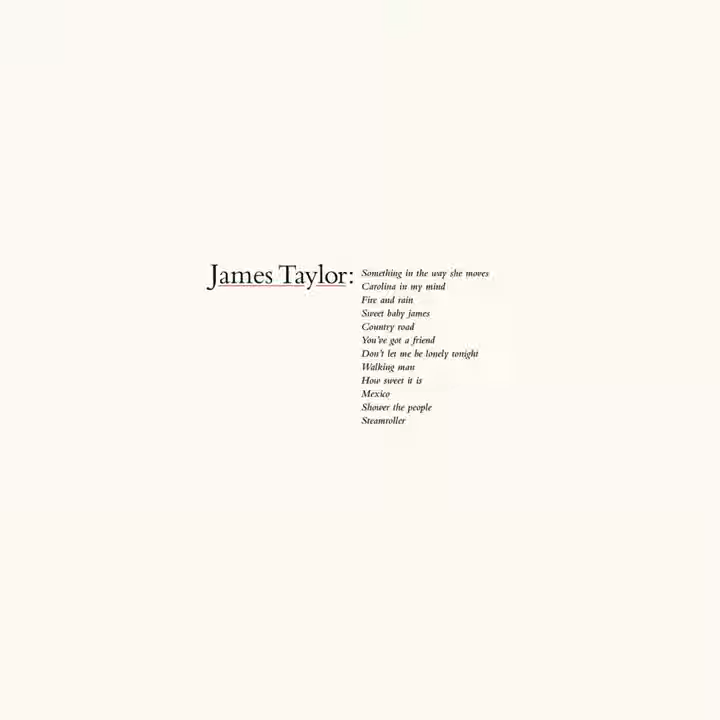 James Taylor:
Something in the way she moves
Carolina in my mind
Fire and rain
Sweet baby james
Country road
You've got a friend
Don't let me be lonely tonight
Walking man
How sweet it is
Mexico
Shower the people
Steamroller